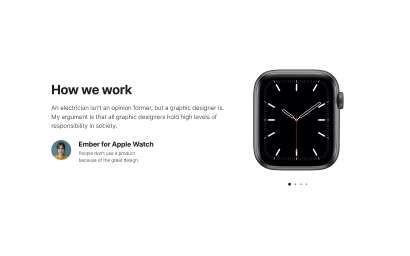 How we work
An electrician isn't an opinion former, but a graphic designer is.
My argument is that all graphic designers hold high levels of
responsibility in society.
Ember for Apple Watch
People don't use a product
because of the great design.